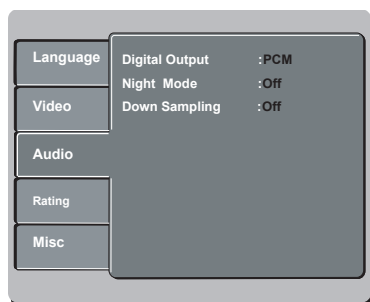 Language
Video
Audio
Rating
Misc
Digital Output :PCM
Night Mode :Off
Down Sampling :Off